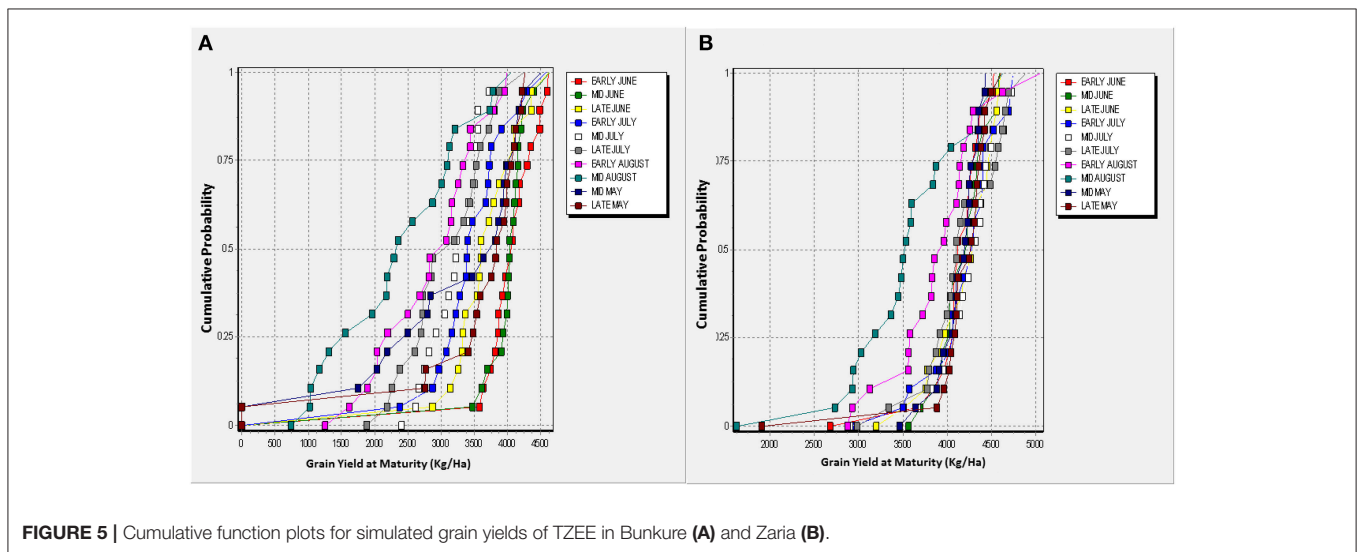 A
1
0.75
0.5
0.25
0
Cumulative Probability
0 500 1000 1500 2000 2500 3000 3500 4000 4500
Grain Yield at Maturity (Kg/Ha)
EARLY JUNE
MID JUNE
LATE JUNE
EARLY JULY
MID JULY
LATE JULY
EARLY AUGUST
MID AUGUST
MID MAY
LATE MAY
B
1
175
05
125
0
Cumulative Probability
2000 2500 3000 3500 4000 4500 5000
Grain Yield at Maturity (Kg/Ha)
EARLY JUNE
MID JUNE
LATE JUNE
EARLY JULY
MID JULY
LATE JULY
EARLY AUGUST
MID AUGUST
MID MAY
LATE MAY
FIGURE 5 | Cumulative function plots for simulated grain yields of TZEE in Bunkure (A) and Zaria (B).